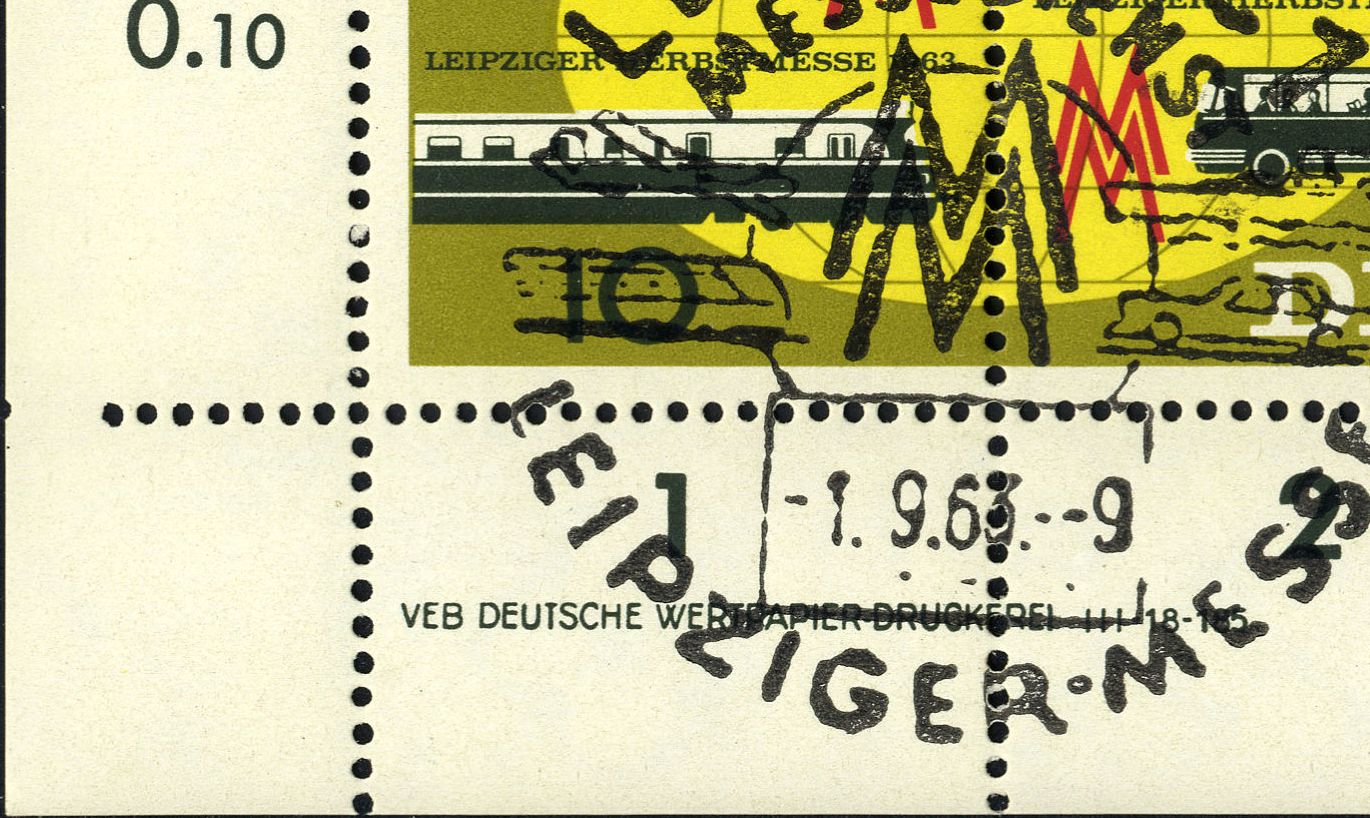 0.10
LEIPZIGER HERBSTMESSE 1963
MM
10
1
2
-1. 9.63.--9
VEB DEUTSCHE WERTPAPIER-DRUCKEREI III-18-185
LEIPZIGER·MESSE